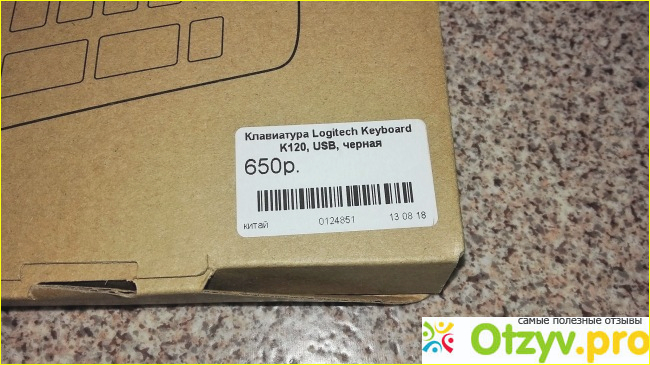 Клавиатура Logitech Keyboard
K120, USB, черная
650р.
китай 0124851 13 08 18
самые полезные отзывы
Otzyv.pro